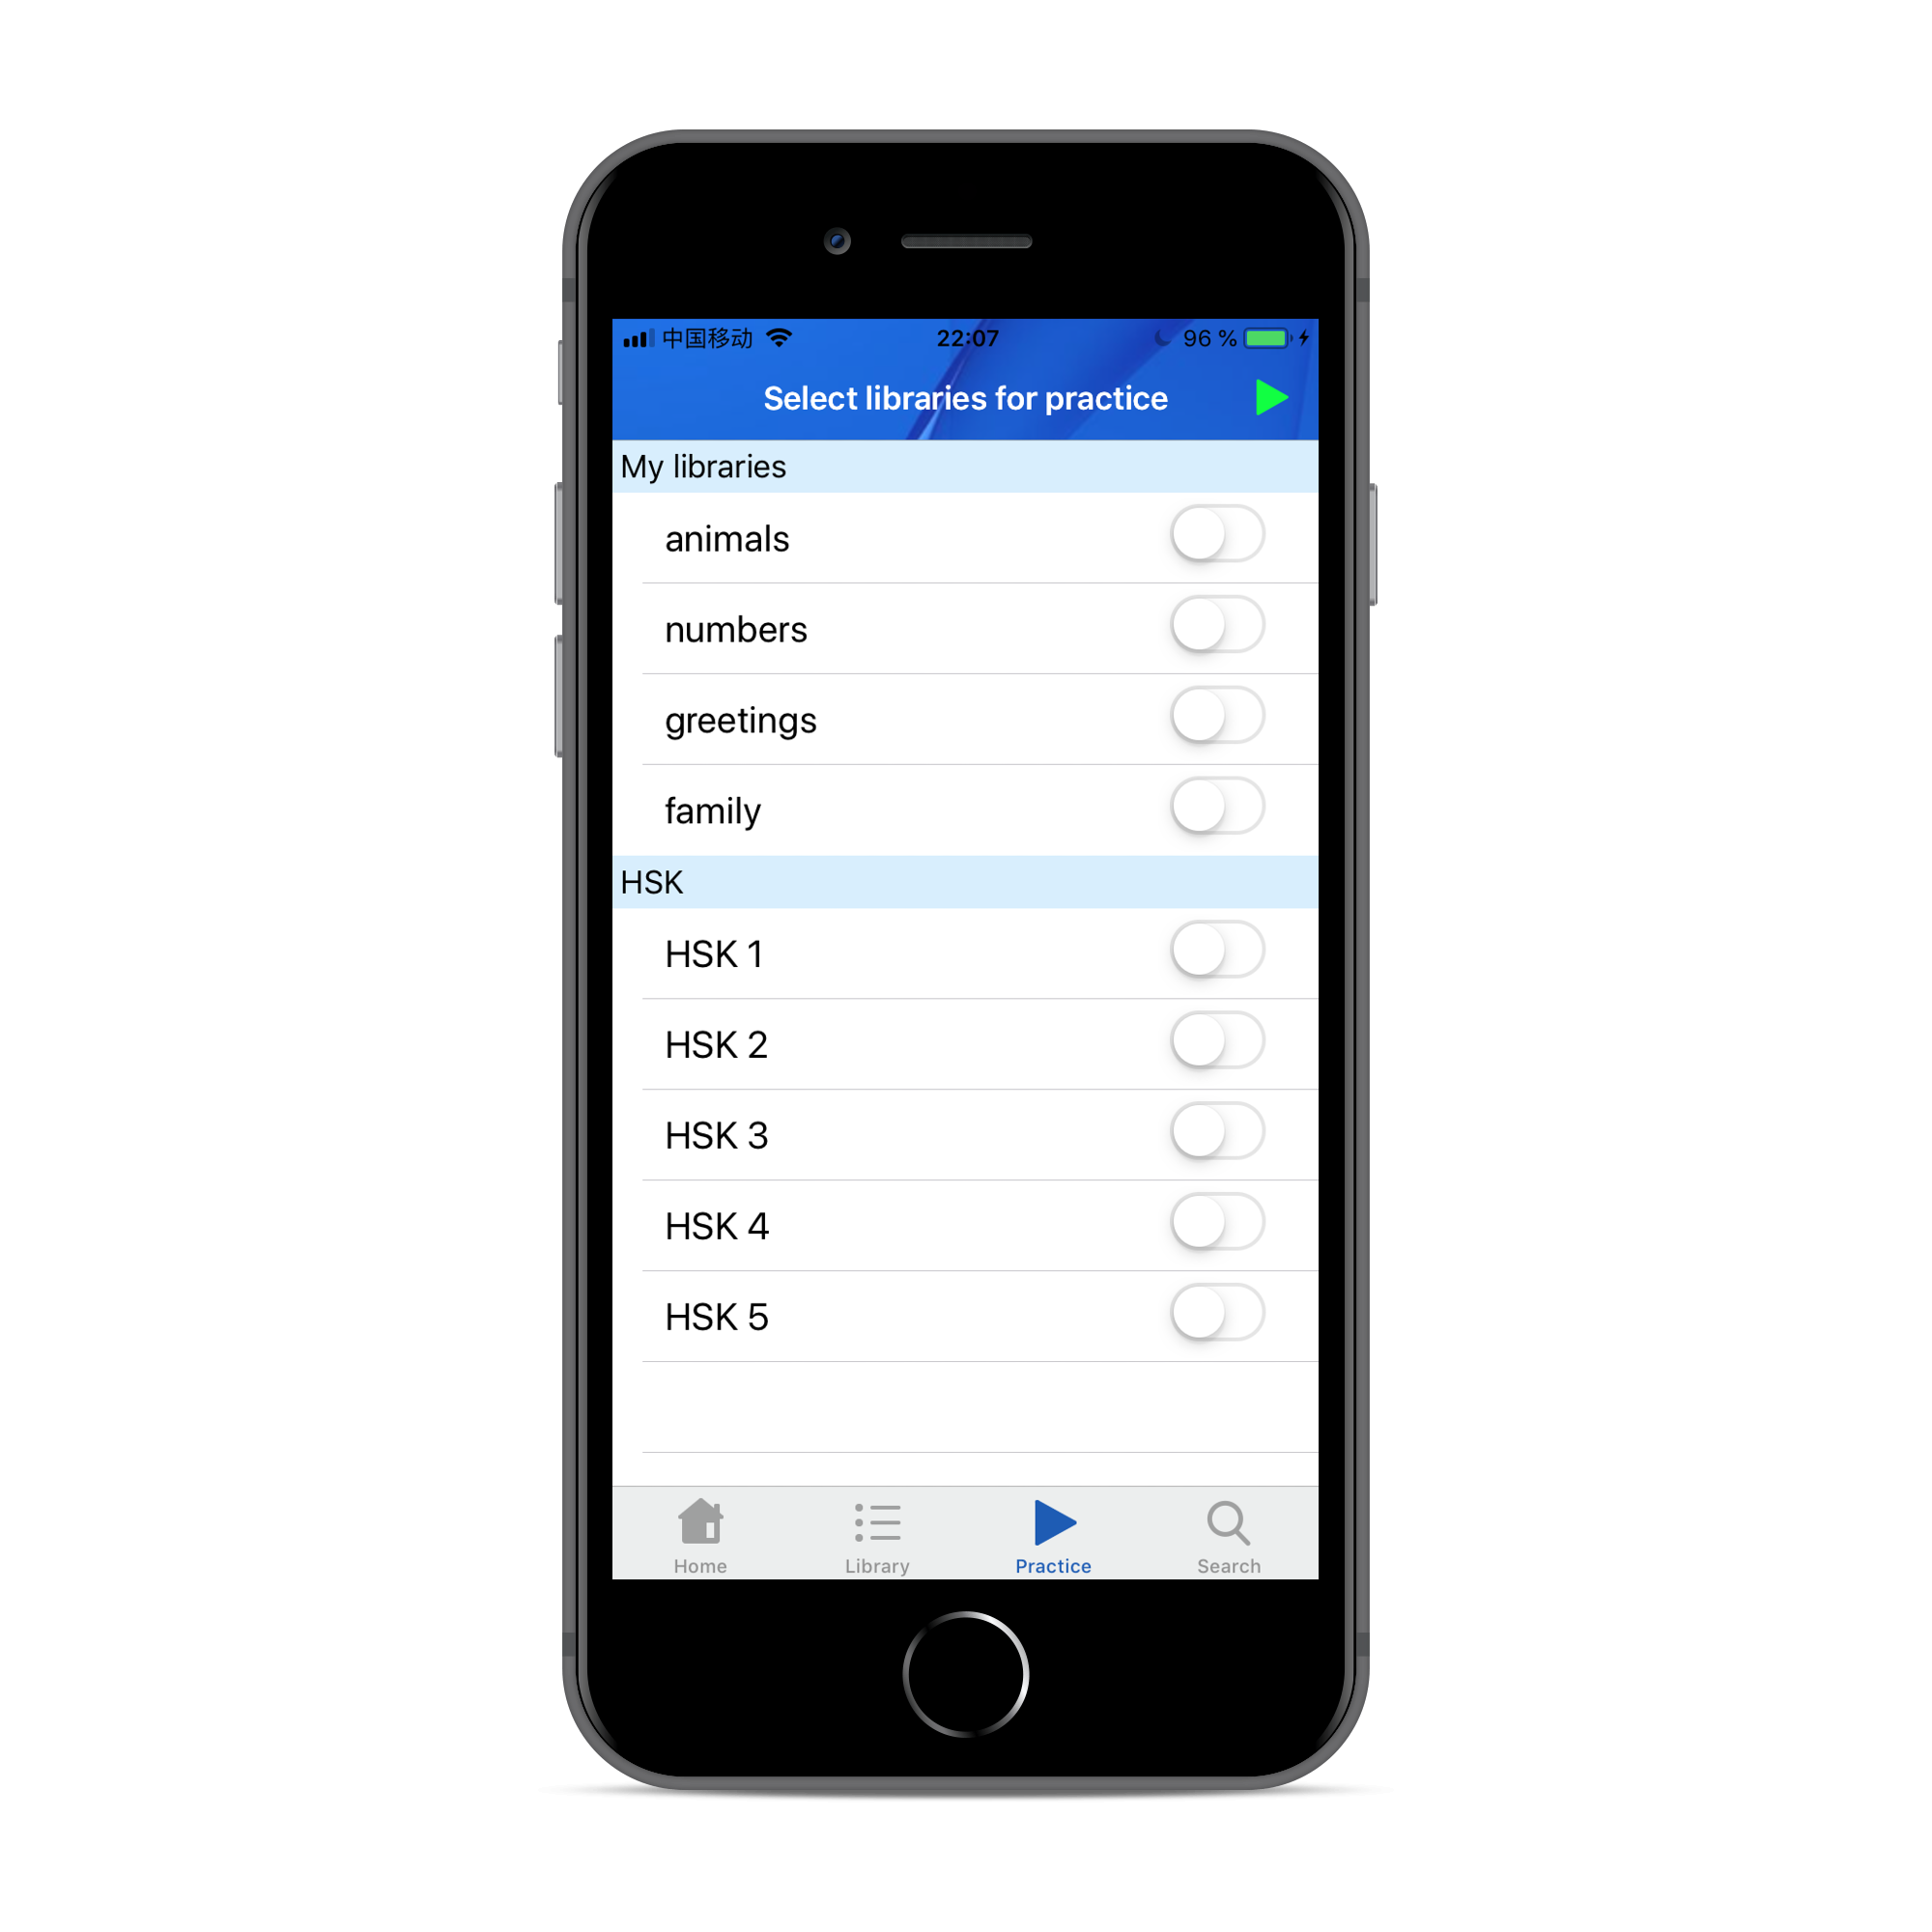 中国移动 22:07 96 %
Select libraries for practice
My libraries
animals
numbers
greetings
family
HSK
HSK 1
HSK 2
HSK 3
HSK 4
HSK 5
Home Library Practice Search